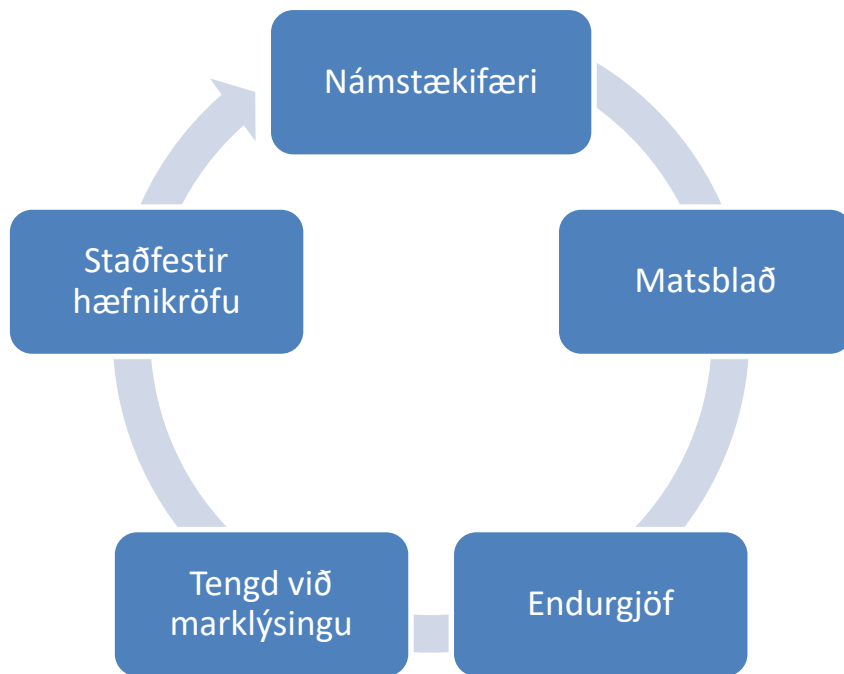 Námstækifæri
Matsblað
Endurgjöf
Tengd við
marklýsingu
Staðfestir
hæfnikröfu